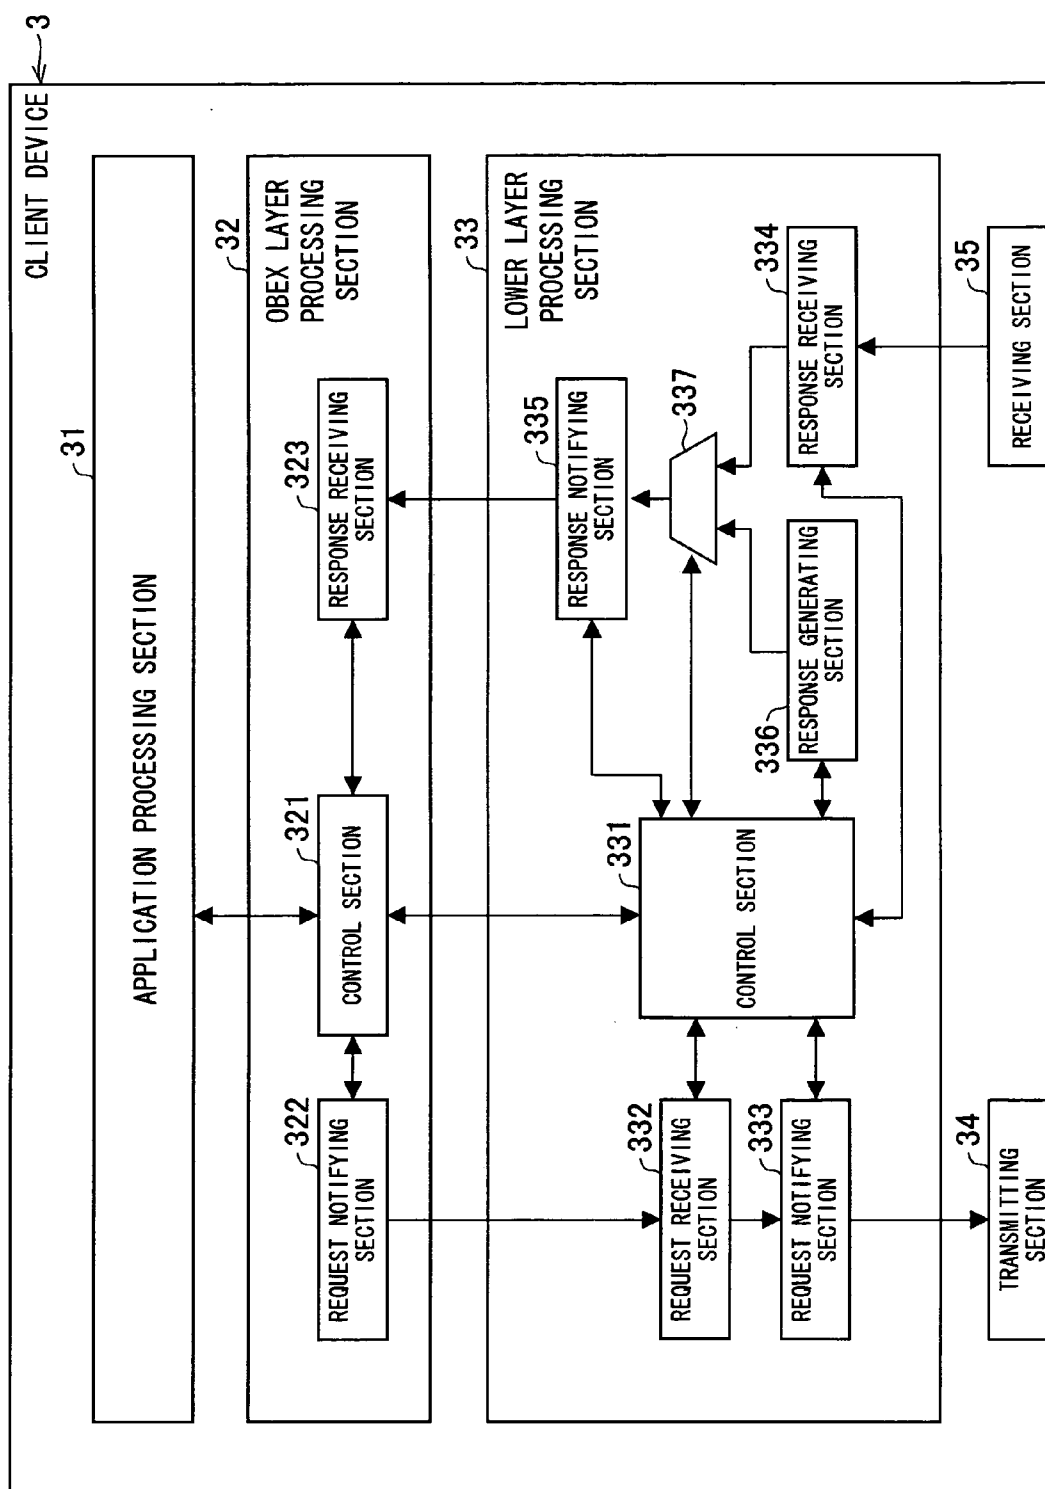 CLIENT DEVICE
3
31
APPLICATION PROCESSING SECTION
32
OBEX LAYER
PROCESSING
SECTION
322
REQUEST NOTIFYING
SECTION
321
CONTROL SECTION
323
RESPONSE RECEIVING
SECTION
33
LOWER LAYER
PROCESSING
SECTION
332
REQUEST RECEIVING
SECTION
333
REQUEST NOTIFYING
SECTION
331
CONTROL SECTION
335
RESPONSE NOTIFYING
SECTION
337
336
RESPONSE GENERATING
SECTION
334
RESPONSE RECEIVING
SECTION
34
TRANSMITTING
SECTION
35
RECEIVING SECTION